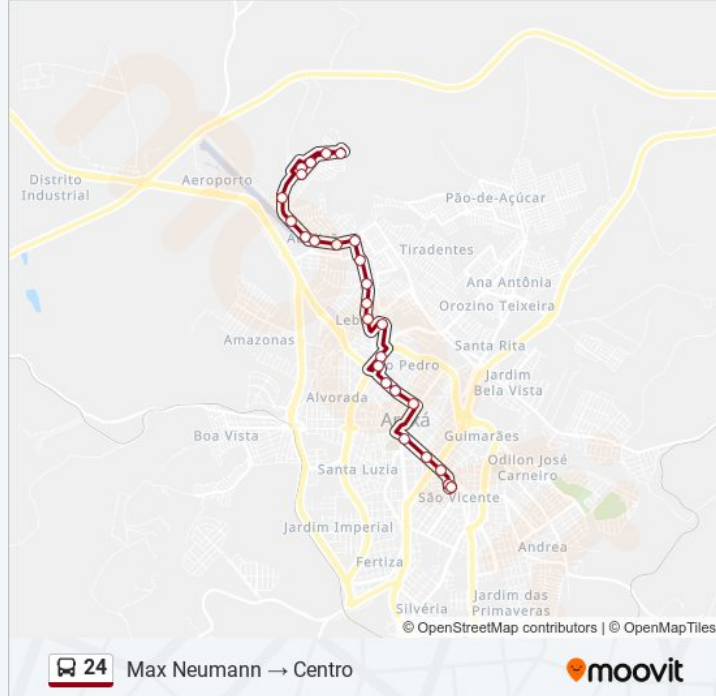 Distrito
Industrial
Aeroporto
Pão-de-Açúcar
Tiradentes
Ana Antônia
Orozino Teixeira
Amazonas
Santa Rita
Jardim
Bela Vista
Alvorada
Boa Vista
Guimarães
Santa Luzia
Odilon José
Carneiro
São Vicente
Jardim Imperial
Andrea
Fertiza
Silvéria
Jardim das
Primaveras
© OpenStreetMap contributors | © OpenMapTiles
24 Max Neumann → Centro
moovit